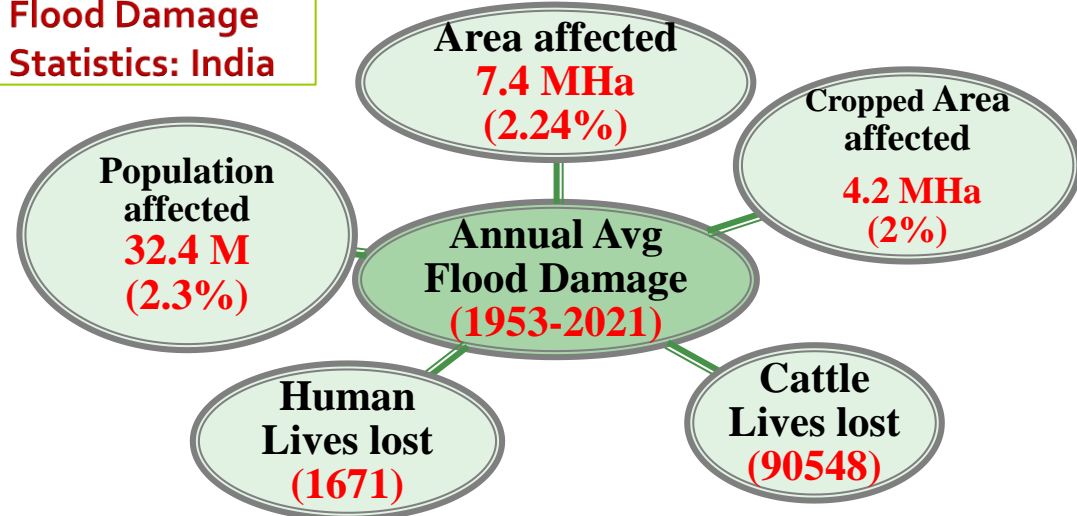 Flood Damage
Statistics: India
Area affected
7.4 MHa
(2.24%)
Cropped Area
affected
4.2 MHa
(2%)
Population
affected
32.4 M
(2.3%)
Annual Avg
Flood Damage
(1953-2021)
Human
Lives lost
(1671)
Cattle
Lives lost
(90548)